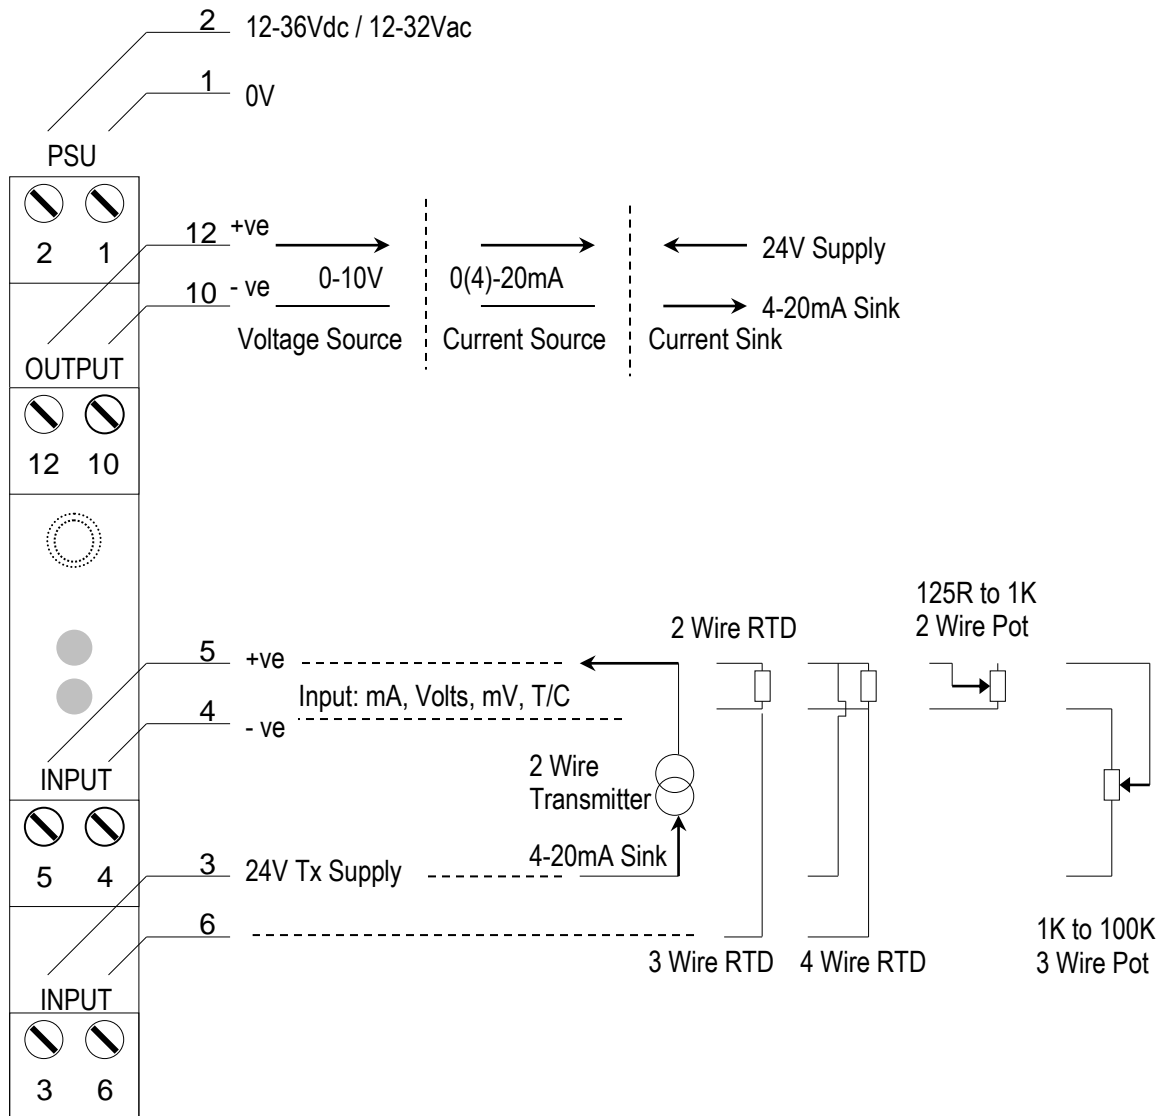 2 12-36Vdc / 12-32Vac
1 0V
PSU
2 1
12 +ve 24V Supply
0-10V 0(4)-20mA
10 - ve 4-20mA Sink
Voltage Source Current Source Current Sink
OUTPUT
12 10
125R to 1K
2 Wire RTD 2 Wire Pot
5 +ve
Input: mA, Volts, mV, T/C
4 - ve
INPUT
2 Wire
Transmitter
5 4
4-20mA Sink
3 24V Tx Supply
6
3 Wire RTD 4 Wire RTD
1K to 100K
3 Wire Pot
INPUT
3 6